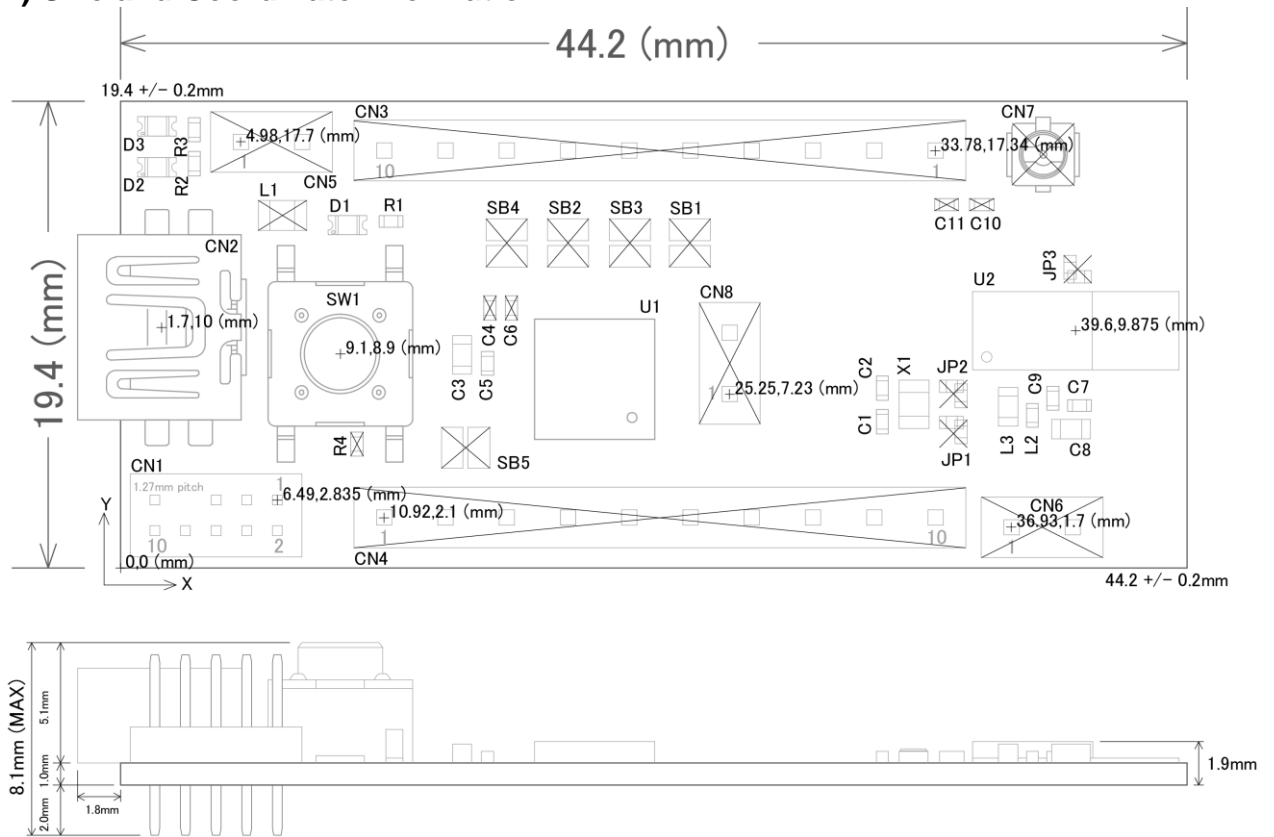 44.2 (mm)
19.4 +/- 0.2mm
CN3
CN7
D3
R3
4.98,17.7 (mm)
1
CN5
10
1
33.78,17.34 (mm)
D2
R2
L1
D1
R1
SB4
SB2
SB3
SB1
C11
C10
CN2
JP3
U2
SW1
U1
CN8
C4
C6
1.7,10 (mm)
39.6,9.875 (mm)
9.1,8.9 (mm)
19.4 (mm)
C3
C5
1
25.25,7.23 (mm)
C2
X1
JP2
C9
C7
C1
JP1
L3
L2
C8
R4
SB5
CN1
1.27mm pitch
1
6.49,2.835 (mm)
10.92,2.1 (mm)
CN6
36.93,1.7 (mm)
Y
10
2
1
10
1
0,0 (mm)
CN4
X
44.2 +/- 0.2mm
8.1mm (MAX)
5.1mm
1.0mm
2.0mm
1.8mm
1.9mm